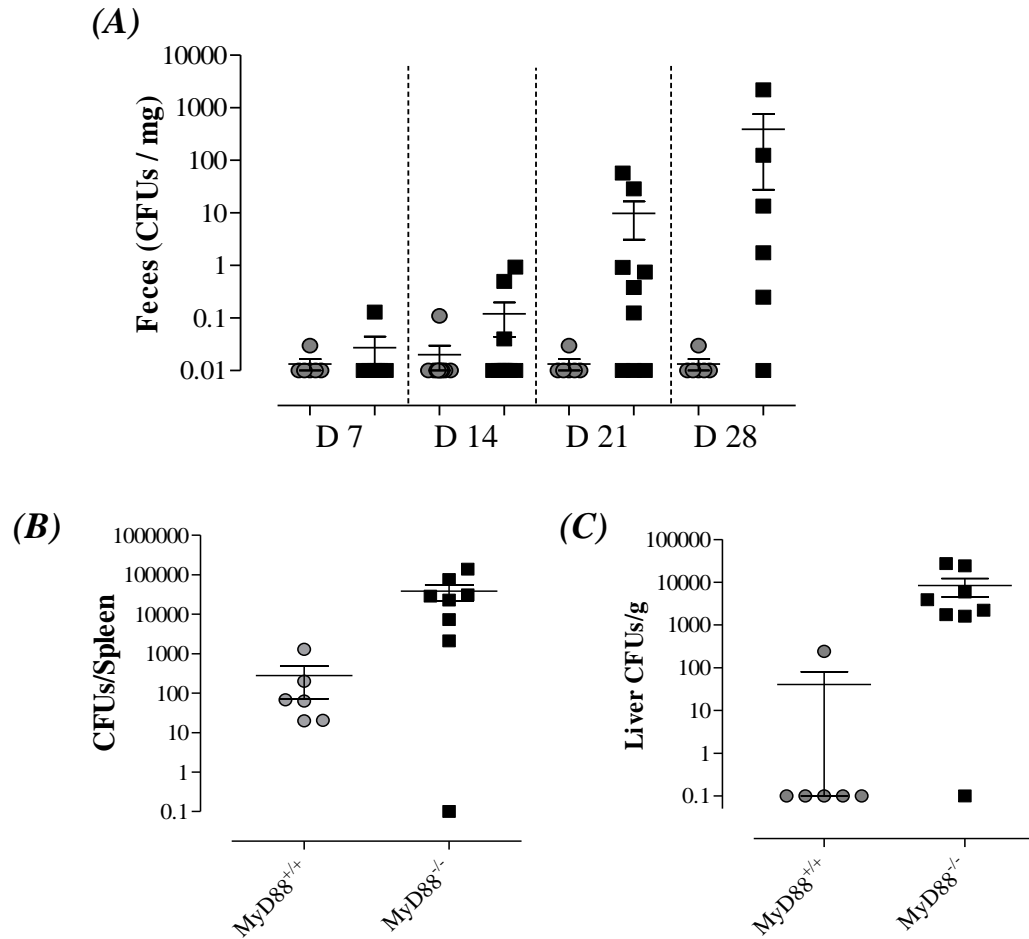 (A)
Feces (CFUs / mg)
10000
1000
100
10
1
0.1
0.01
D 7 D 14 D 21 D 28
(B)
CFUs/Spleen
1000000
100000
10000
1000
100
10
1
0.1
MyD88+/+ MyD88-/-
(C)
Liver CFUs/g
100000
10000
1000
100
10
1
0.1
MyD88+/+ MyD88-/-